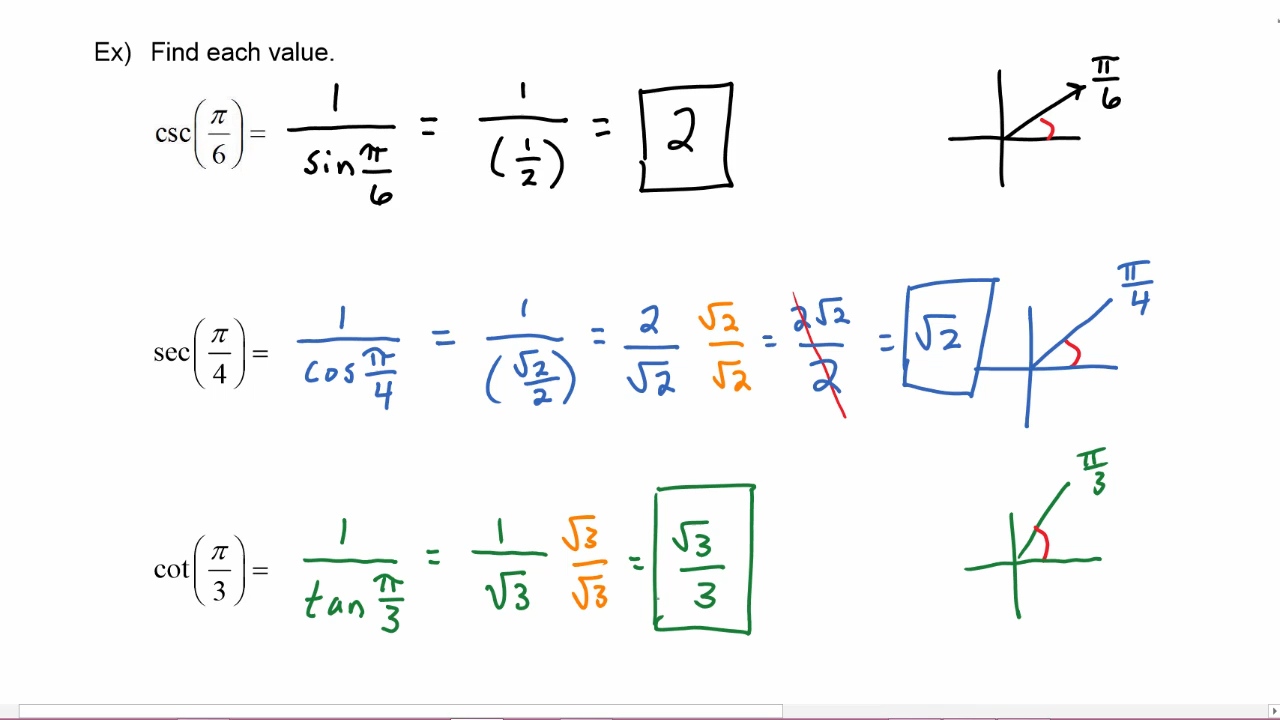 Ex) Find each value.
csc(π/6) = 1/(sin π/6) = 1/(1/2) = 2
π/6
sec(π/4) = 1/(cos π/4) = 1/(√2/2) = 2/√2 √2/√2 = 2√2/2 = √2
π/4
cot(π/3) = 1/(tan π/3) = 1/√3 √3/√3 = √3/3
π/3